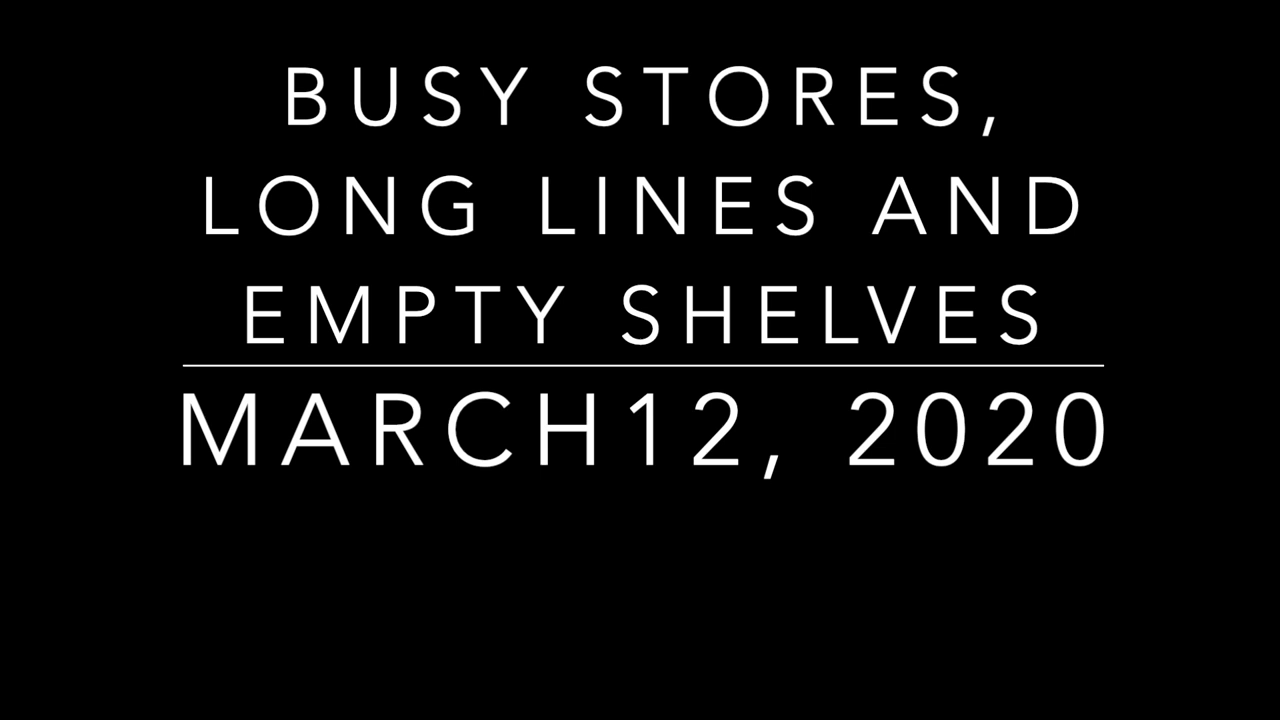 BUSY STORES,
LONG LINES AND
EMPTY SHELVES
MARCH12, 2020